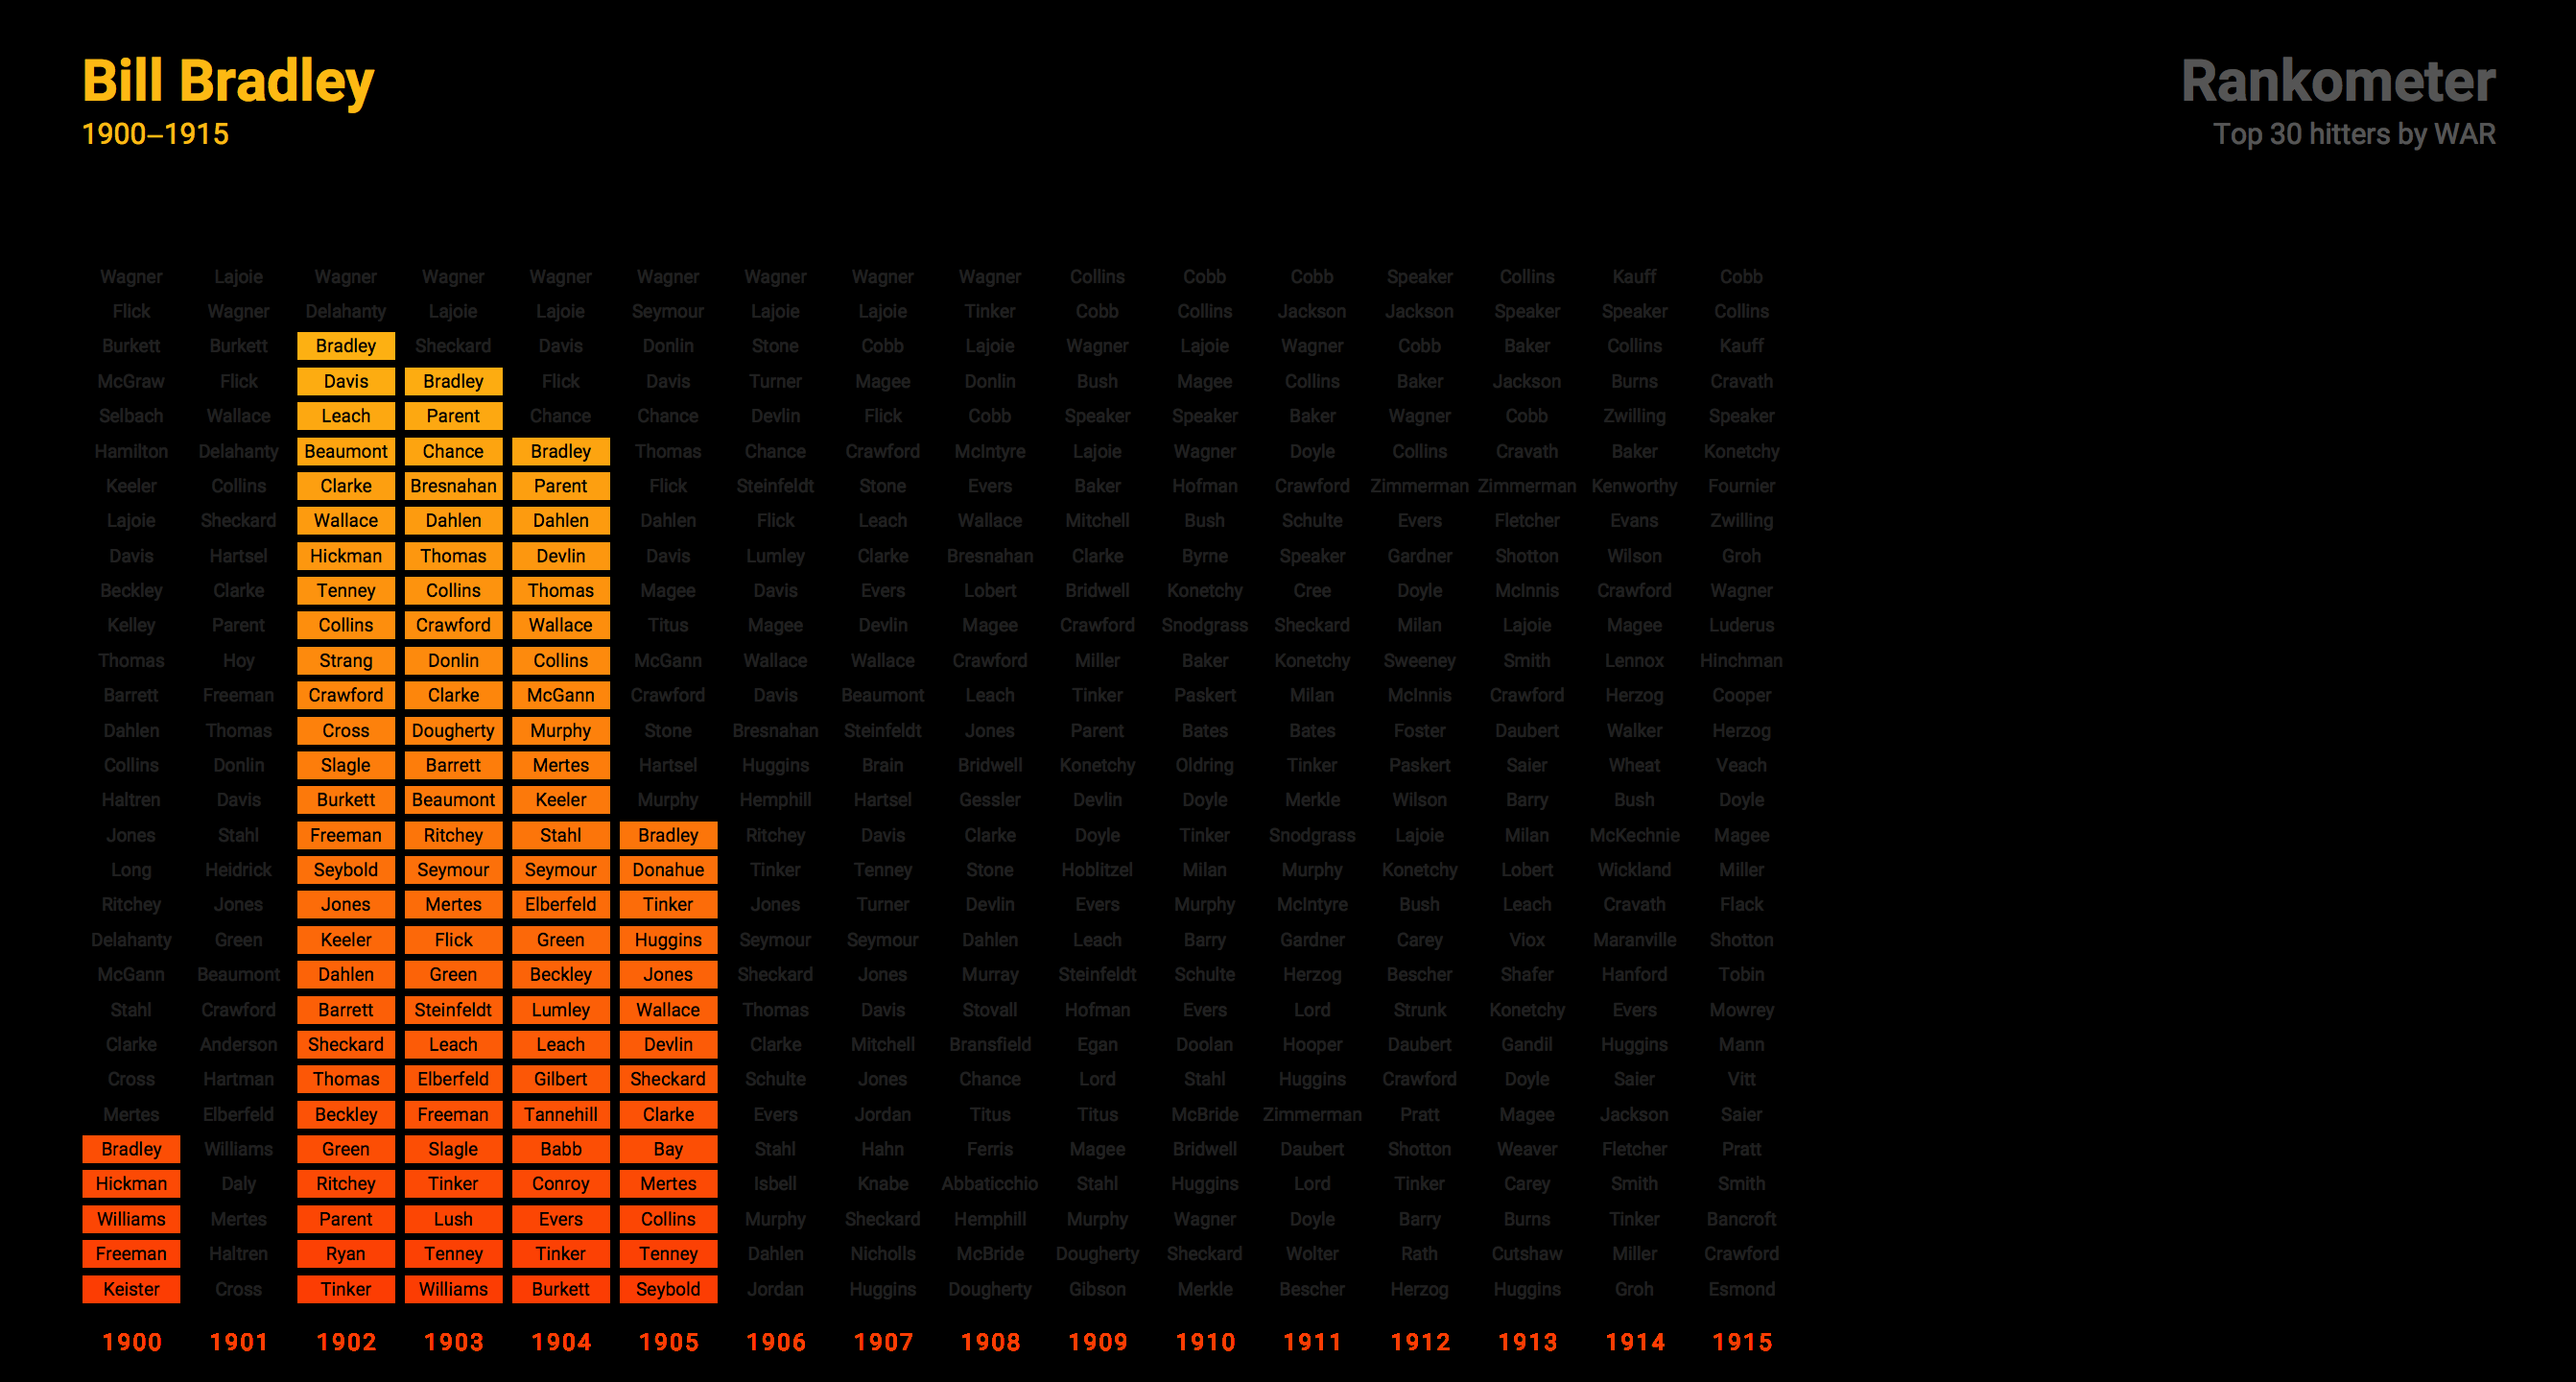 Bill Bradley
1900–1915
Rankometer
Top 30 hitters by WAR
Wagner Lajoie Wagner Wagner Wagner Wagner Wagner Wagner Wagner Collins Cobb Cobb Speaker Collins Kauff Cobb
Flick Wagner Delahanty Lajoie Lajoie Seymour Lajoie Lajoie Tinker Cobb Collins Jackson Jackson Speaker Speaker Collins
Burkett Burkett Bradley Sheckard Davis Donlin Stone Cobb Lajoie Wagner Lajoie Wagner Cobb Baker Collins Kauff
McGraw Flick Davis Bradley Flick Davis Turner Magee Donlin Bush Magee Collins Baker Jackson Burns Cravath
Selbach Wallace Leach Parent Chance Chance Devlin Flick Cobb Speaker Speaker Baker Wagner Cobb Zwilling Speaker
Hamilton Delahanty Beaumont Chance Bradley Thomas Chance Crawford McIntyre Lajoie Wagner Doyle Collins Cravath Baker Konetchy
Keeler Collins Clarke Bresnahan Parent Flick Steinfeldt Stone Evers Baker Hofman Crawford Zimmerman Zimmerman Kenworthy Fournier
Lajoie Sheckard Wallace Dahlen Dahlen Dahlen Flick Leach Wallace Mitchell Bush Schulte Evers Fletcher Evans Zwilling
Davis Hartsel Hickman Thomas Devlin Davis Lumley Clarke Bresnahan Clarke Byrne Speaker Gardner Shotton Wilson Groh
Beckley Clarke Tenney Collins Thomas Magee Davis Evers Lobert Bridwell Konetchy Cree Doyle McInnis Crawford Wagner
Kelley Parent Collins Crawford Wallace Titus Magee Devlin Magee Crawford Snodgrass Sheckard Milan Lajoie Magee Luderus
Thomas Hoy Strang Donlin Collins McGann Wallace Wallace Crawford Miller Baker Konetchy Sweeney Smith Lennox Hinchman
Barrett Freeman Crawford Clarke McGann Crawford Davis Beaumont Leach Tinker Paskert Milan McInnis Crawford Herzog Cooper
Dahlen Thomas Cross Dougherty Murphy Stone Bresnahan Steinfeldt Jones Parent Bates Bates Foster Daubert Walker Herzog
Collins Donlin Slagle Barrett Mertes Hartsel Huggins Brain Bridwell Konetchy Oldring Tinker Paskert Saier Wheat Veach
Haltren Davis Burkett Beaumont Keeler Murphy Hemphill Hartsel Gessler Devlin Doyle Merkle Wilson Barry Bush Doyle
Jones Stahl Freeman Ritchey Stahl Bradley Ritchey Davis Clarke Doyle Tinker Snodgrass Lajoie Milan McKechnie Magee
Long Heidrick Seybold Seymour Seymour Donahue Tinker Tenney Stone Hoblitzel Milan Murphy Konetchy Lobert Wickland Miller
Ritchey Jones Jones Mertes Elberfeld Tinker Jones Turner Devlin Evers Murphy McIntyre Bush Leach Cravath Flack
Delahanty Green Keeler Flick Green Huggins Seymour Seymour Dahlen Leach Barry Gardner Carey Viox Maranville Shotton
McGann Beaumont Dahlen Green Beckley Jones Sheckard Jones Murray Steinfeldt Schulte Herzog Bescher Shafer Hanford Tobin
Stahl Crawford Barrett Steinfeldt Lumley Wallace Thomas Davis Stovall Hofman Evers Lord Strunk Konetchy Evers Mowrey
Clarke Anderson Sheckard Leach Leach Devlin Clarke Mitchell Bransfield Egan Doolan Hooper Daubert Gandil Huggins Mann
Cross Hartman Thomas Elberfeld Gilbert Sheckard Schulte Jones Chance Lord Stahl Huggins Crawford Doyle Saier Vitt
Mertes Elberfeld Beckley Freeman Tannehill Clarke Evers Jordan Titus Titus McBride Zimmerman Pratt Magee Jackson Saier
Bradley Williams Green Slagle Babb Bay Stahl Hahn Ferris Magee Bridwell Daubert Shotton Weaver Fletcher Pratt
Hickman Daly Ritchey Tinker Conroy Mertes Isbell Knabe Abbaticchio Stahl Huggins Lord Tinker Carey Smith Smith
Williams Mertes Parent Lush Evers Collins Murphy Sheckard Hemphill Murphy Wagner Doyle Barry Burns Tinker Bancroft
Freeman Haltren Ryan Tenney Tinker Tenney Dahlen Nicholls McBride Dougherty Sheckard Wolter Rath Cutshaw Miller Crawford
Keister Cross Tinker Williams Burkett Seybold Jordan Huggins Dougherty Gibson Merkle Bescher Herzog Huggins Groh Esmond
1900 1901 1902 1903 1904 1905 1906 1907 1908 1909 1910 1911 1912 1913 1914 1915